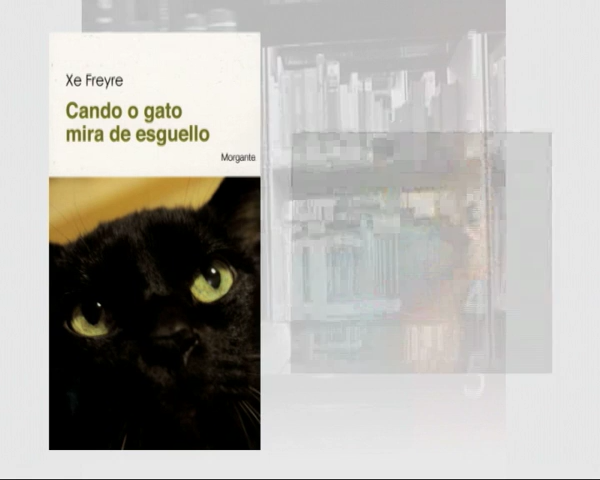 Xe Freyre
Cando o gato
mira de esguello
Morgante